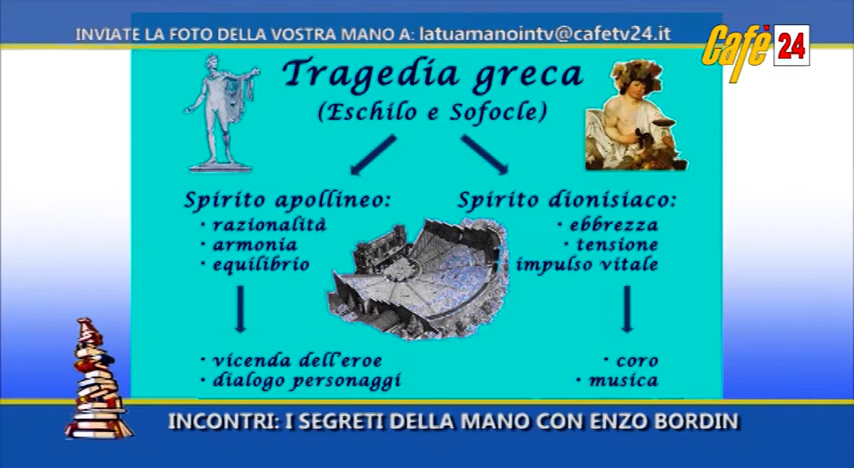 INVIATE LA FOTO DELLA VOSTRA MANO A: latuamanointv@cafetv24.it
Café 24
Tragedia greca
(Eschilo e Sofocle)
Spirito apollineo:
• razionalità
• armonia
• equilibrio
• vicenda dell'eroe
• dialogo personaggi
Spirito dionisiaco:
• ebbrezza
• tensione
impulso vitale
• coro
• musica
INCONTRI: I SEGRETI DELLA MANO CON ENZO BORDIN